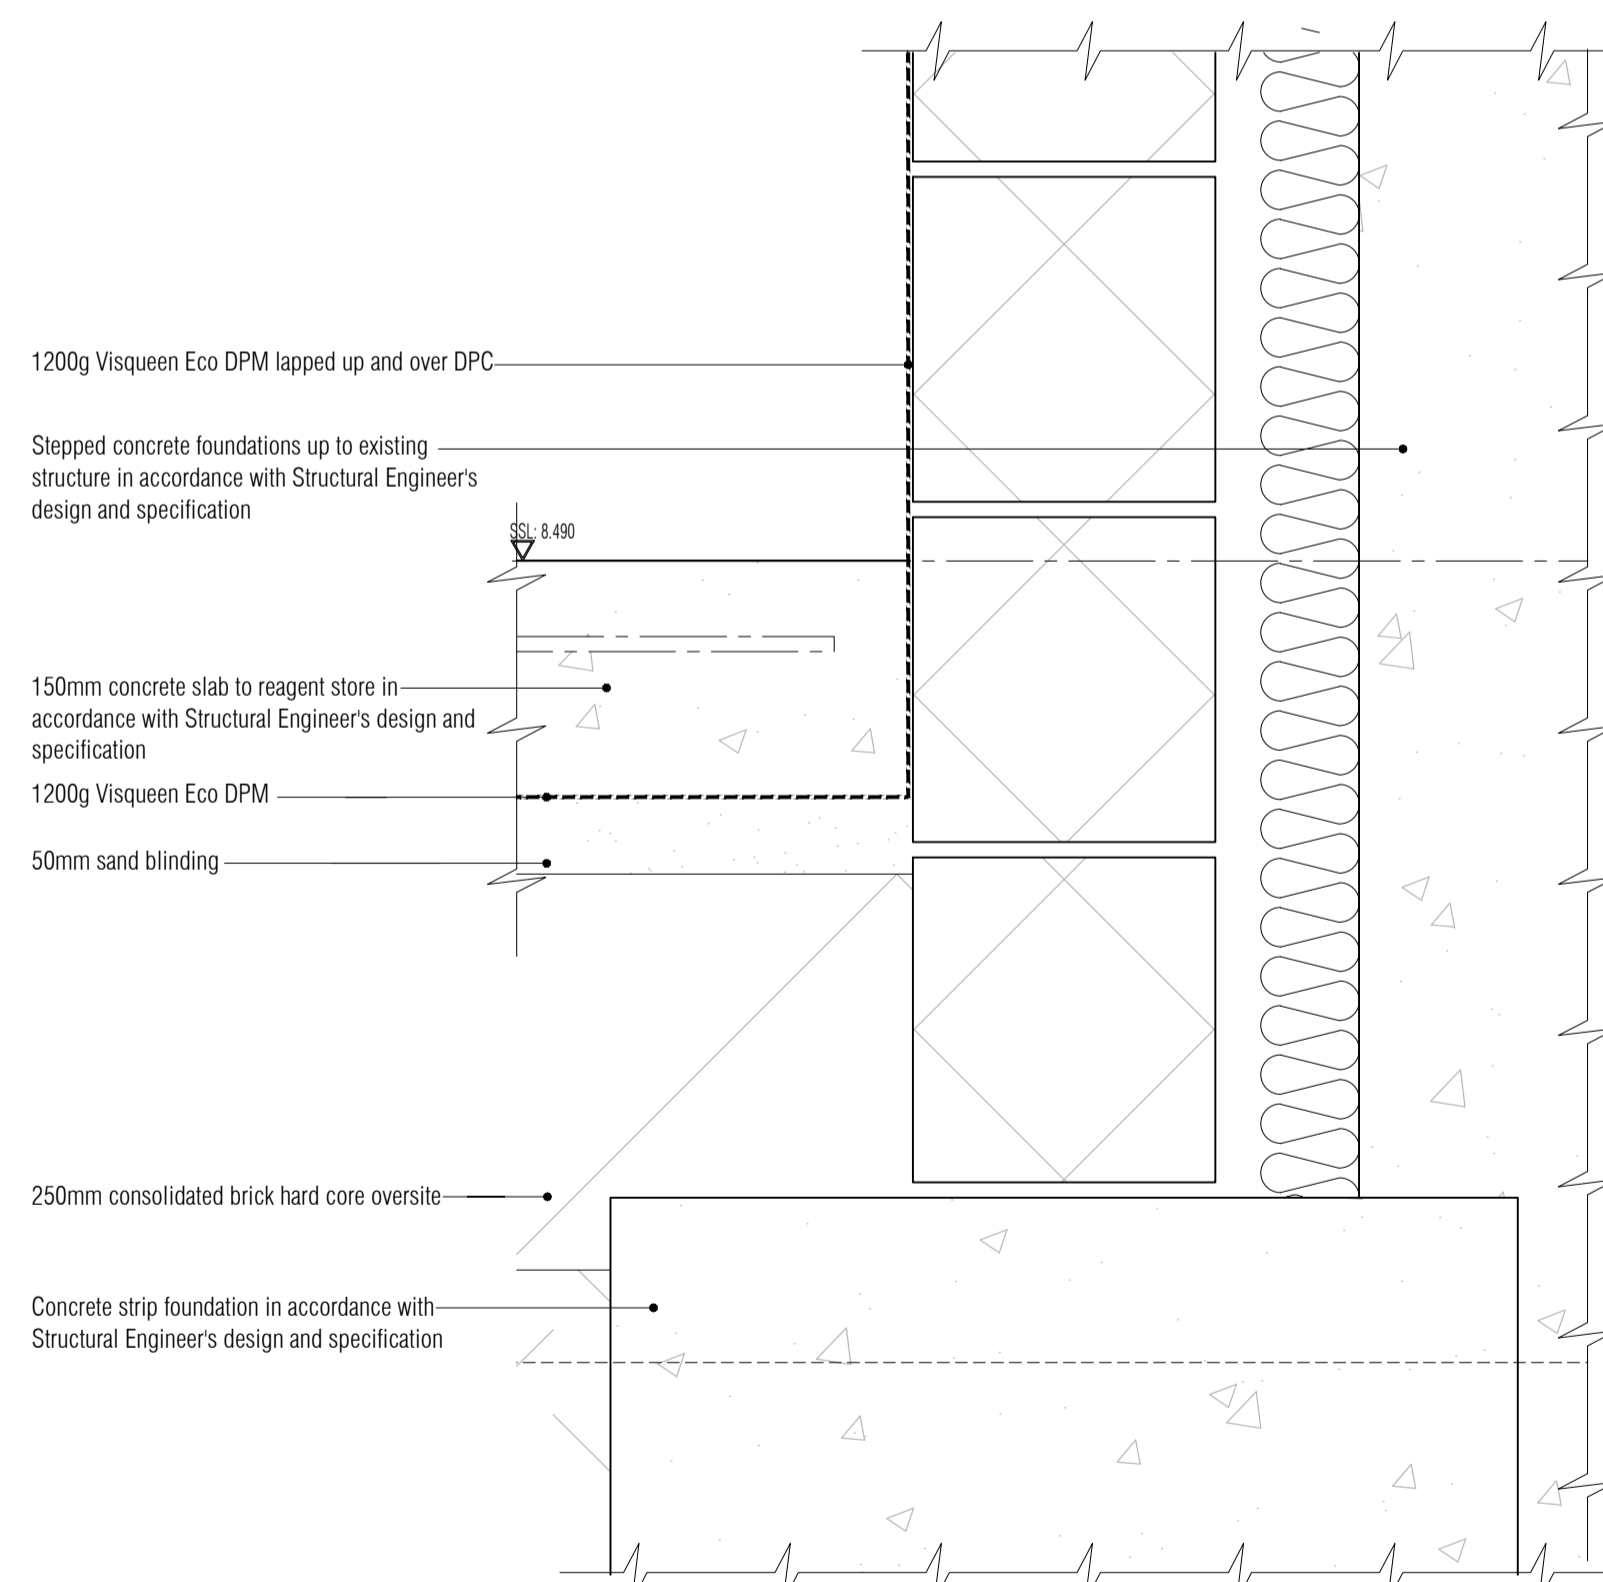 1200g Visqueen Eco DPM lapped up and over DPC
Stepped concrete foundations up to existing
structure in accordance with Structural Engineer's
design and specification
SSL: 8.490
150mm concrete slab to reagent store in
accordance with Structural Engineer's design and
specification
1200g Visqueen Eco DPM
50mm sand blinding
250mm consolidated brick hard core oversite
Concrete strip foundation in accordance with
Structural Engineer's design and specification